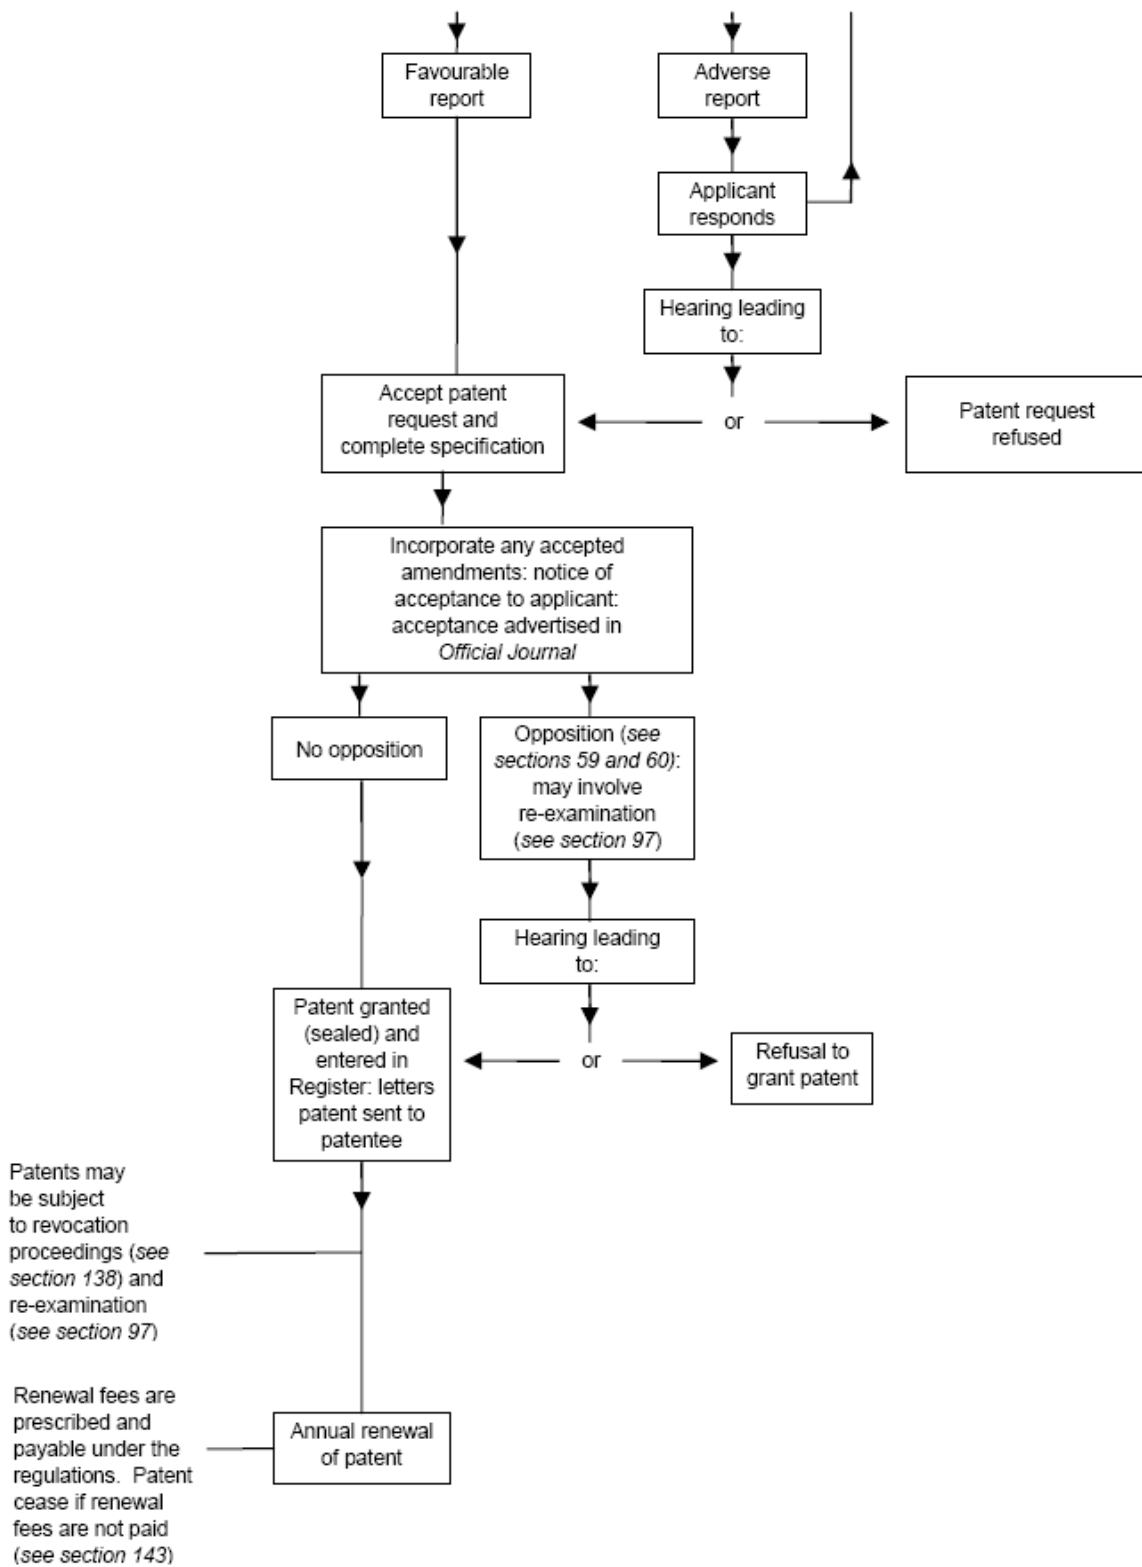 Favourable
report
Adverse
report
Applicant
responds
Hearing leading
to:
Accept patent
request and
complete specification
or
Patent request
refused
Incorporate any accepted
amendments: notice of
acceptance to applicant:
acceptance advertised in
Official Journal
No opposition
Opposition (see
sections 59 and 60):
may involve
re-examination
(see section 97)
Hearing leading
to:
Patent granted
(sealed) and
entered in
Register: letters
patent sent to
patentee
or
Refusal to
grant patent
Patents may
be subject
to revocation
proceedings (see
section 138) and
re-examination
(see section 97)
Renewal fees are
prescribed and
payable under the
regulations.  Patent
cease if renewal
fees are not paid
(see section 143)
Annual renewal
of patent